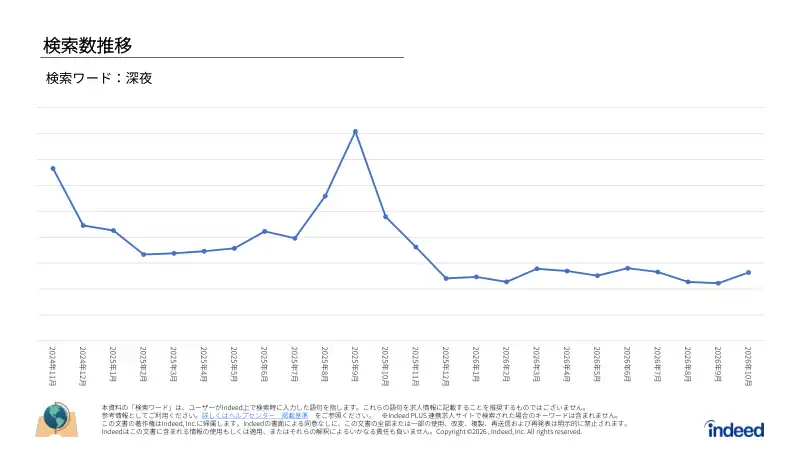 検索数推移
検索ワード：深夜
2024年11月
2024年12月
2025年1月
2025年2月
2025年3月
2025年4月
2025年5月
2025年6月
2025年7月
2025年8月
2025年9月
2025年10月
2025年11月
2025年12月
2026年1月
2026年2月
2026年3月
2026年4月
2026年5月
2026年6月
2026年7月
2026年8月
2026年9月
2026年10月
本資料の「検索ワード」は、ユーザーがIndeed上で検索時に入力した語句を指します。これらの語句を求人情報に記載することを推奨するものではございません。
参考情報としてご利用ください。詳しくはヘルプセンター　掲載基準　をご参照ください。　※Indeed PLUS 連携求人サイトで検索された場合のキーワードは含まれません。
この文書の著作権はIndeed, Inc.に帰属します。Indeedの書面による同意なしに、この文書の全部または一部の使用、改変、複製、再送信および再発表は明示的に禁止されます。
Indeedはこの文書に含まれる情報の使用もしくは適用、またはそれらの解釈によるいかなる責任も負いません。Copyright ©2026 , Indeed, Inc. All rights reserved.
indeed